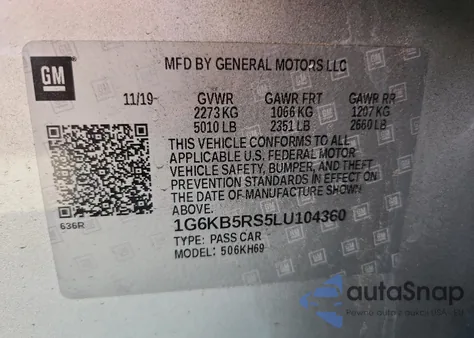 GM
MFD BY GENERAL MOTORS LLC
11/19 GVWR GAWR FRT GAWR RR
2273 KG 1066 KG 1207 KG
5010 LB 2351 LB 2660 LB
THIS VEHICLE CONFORMS TO ALL
APPLICABLE U.S. FEDERAL MOTOR
VEHICLE SAFETY, BUMPER, AND THEFT
PREVENTION STANDARDS IN EFFECT ON
THE DATE OF MANUFACTURE SHOWN
ABOVE.
636R
1G6KB5RS5LU104360
TYPE: PASS CAR
MODEL: 506KH69
autoSnap